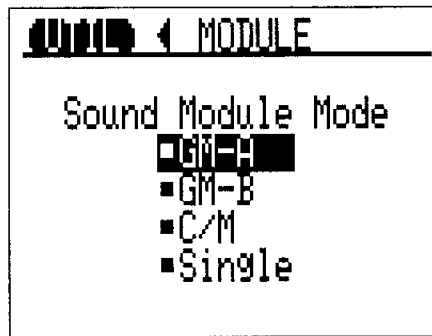 UTIL MODULE
Sound Module Mode
GM-A
GM-B
C/M
Single